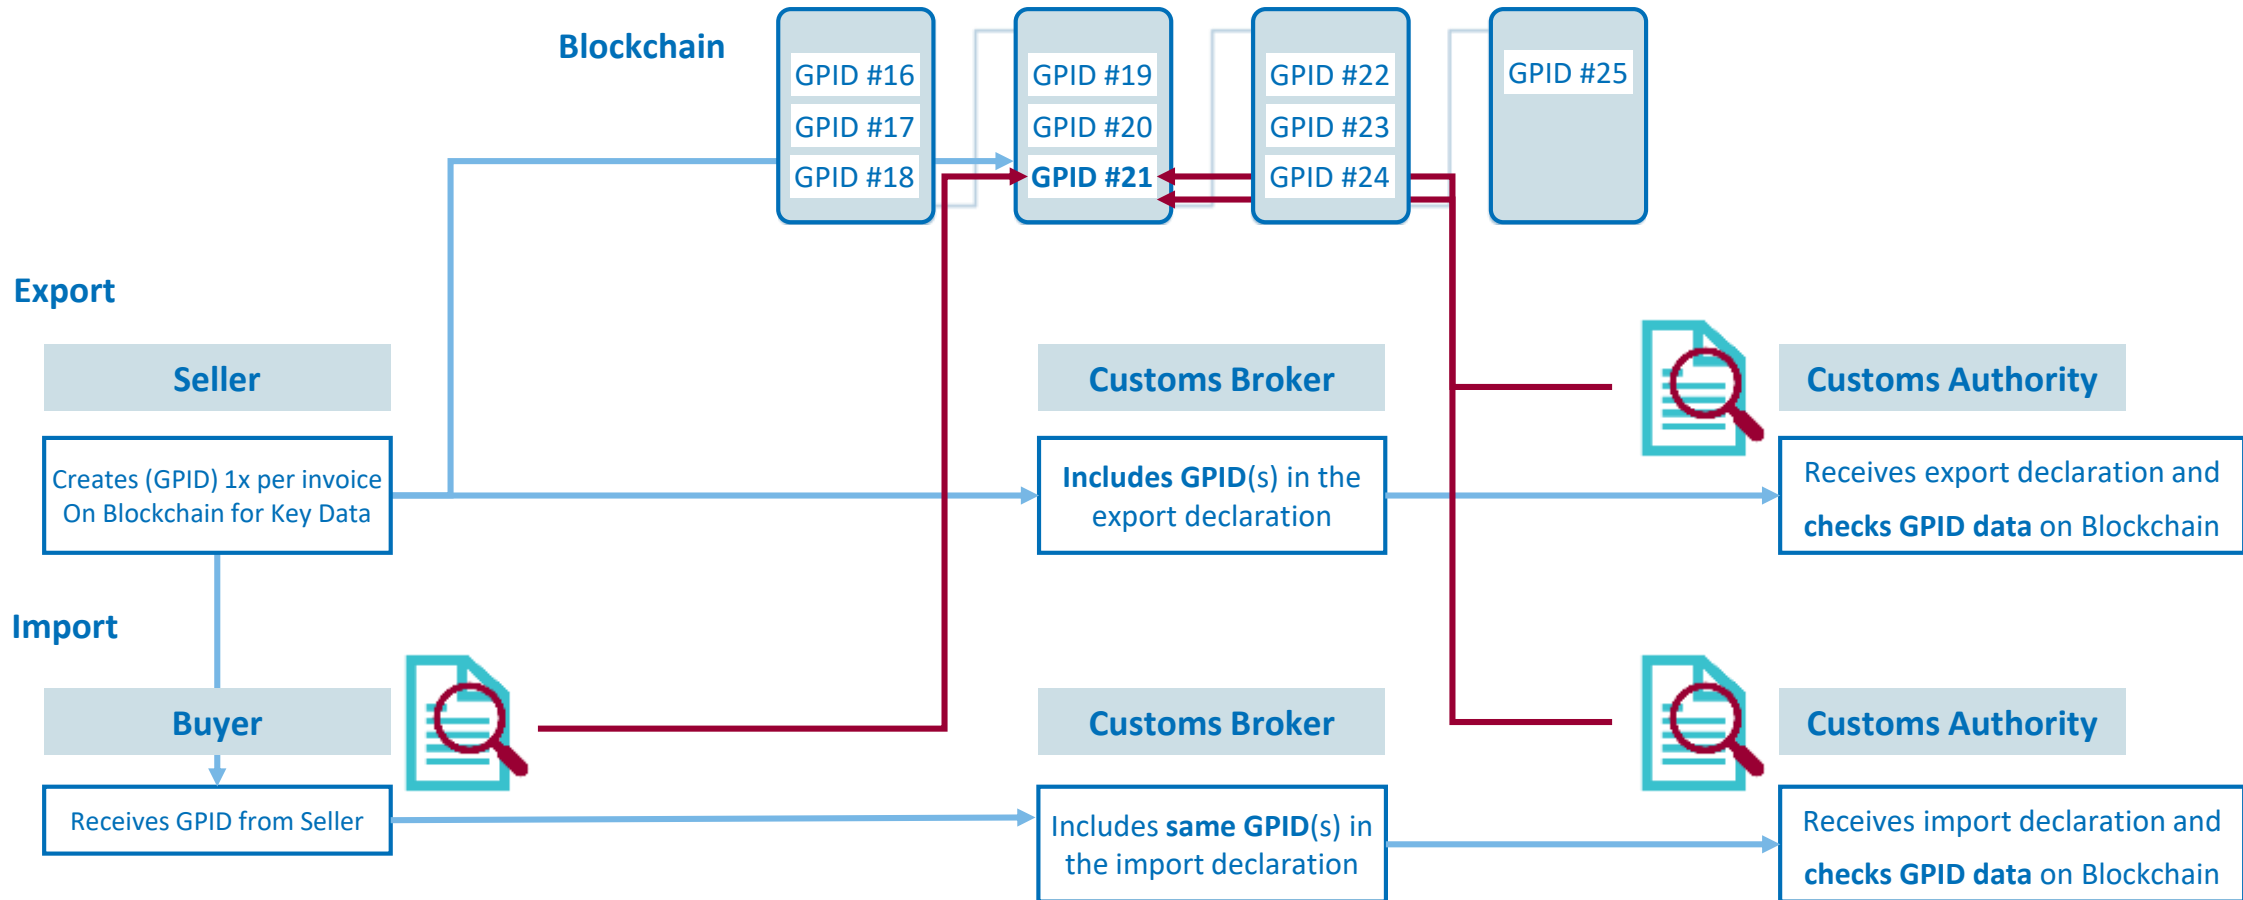 Blockchain
GPID #16
GPID #17
GPID #18
GPID #19
GPID #20
GPID #21
GPID #22
GPID #23
GPID #24
GPID #25
Export
Seller
Creates (GPID) 1x per invoice
On Blockchain for Key Data
Customs Broker
Includes GPID(s) in the
export declaration
Customs Authority
Receives export declaration and
checks GPID data on Blockchain
Import
Buyer
Receives GPID from Seller
Customs Broker
Includes same GPID(s) in
the import declaration
Customs Authority
Receives import declaration and
checks GPID data on Blockchain